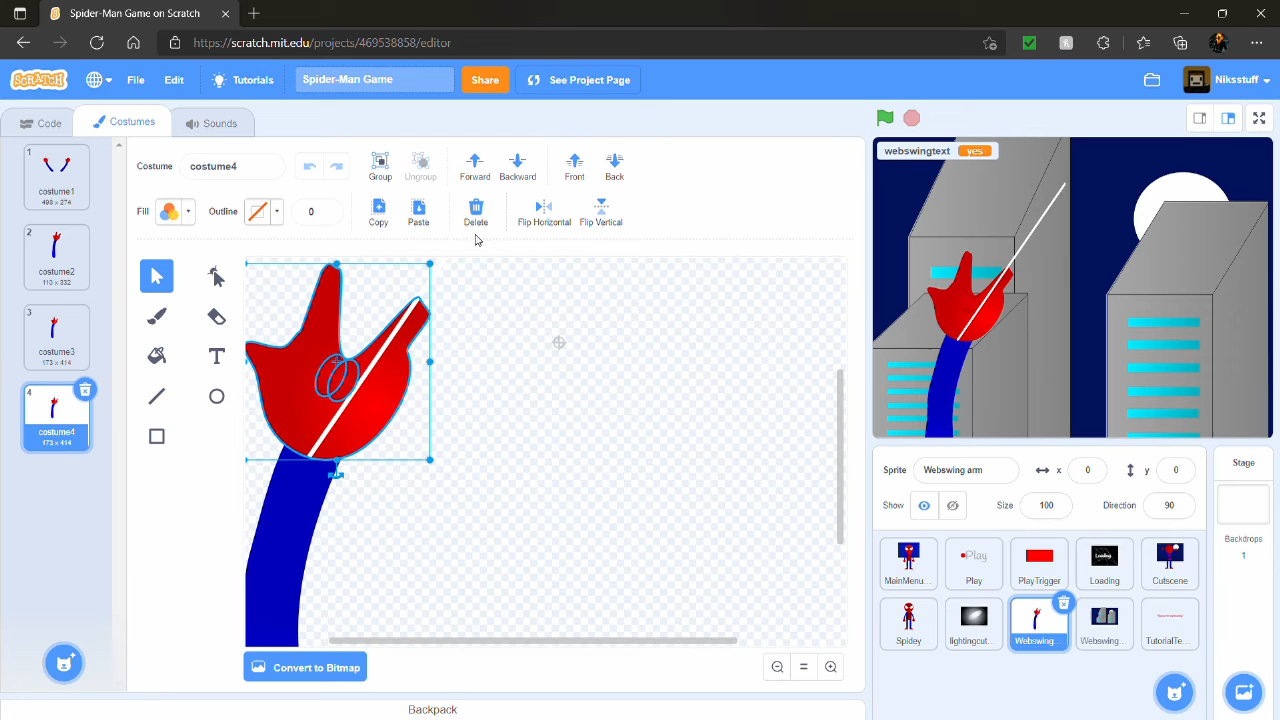 Spider-Man Game on Scratch
https://scratch.mit.edu/projects/469538858/editor
SCRATCH
File
Edit
Tutorials
Spider-Man Game
Share
See Project Page
Niksstuff
Code
Costumes
Sounds
1
costume1
498 x 274
2
costume2
110 x 332
3
costume3
173 x 414
4
costume4
173 x 414
Costume
costume4
Group
Ungroup
Forward
Backward
Front
Back
Fill
Outline
0
Copy
Paste
Delete
Flip Horizontal
Flip Vertical
Convert to Bitmap
Backpack
webswingtext yes
Sprite
Webswing arm
x
0
y
0
Show
Size
100
Direction
90
Play
Loading
MainMenu...
Play
PlayTrigger
Loading
Cutscene
Spidey
lightingcut...
Webswing...
Webswing...
TutorialTe...
Stage
Backdrops
1